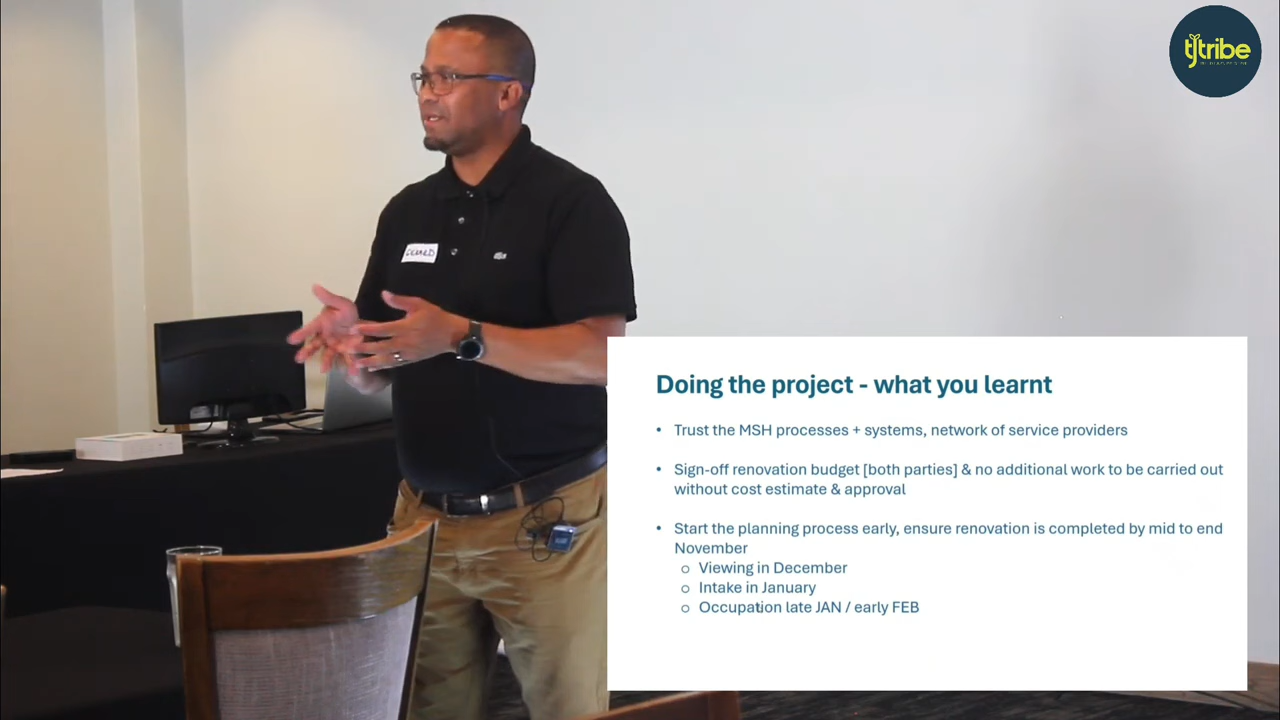 tjtribe
Doing the project - what you learnt
• Trust the MSH processes + systems, network of service providers
• Sign-off renovation budget [both parties] & no additional work to be carried out
without cost estimate & approval
• Start the planning process early, ensure renovation is completed by mid to end
November
o Viewing in December
o Intake in January
o Occupation late JAN / early FEB